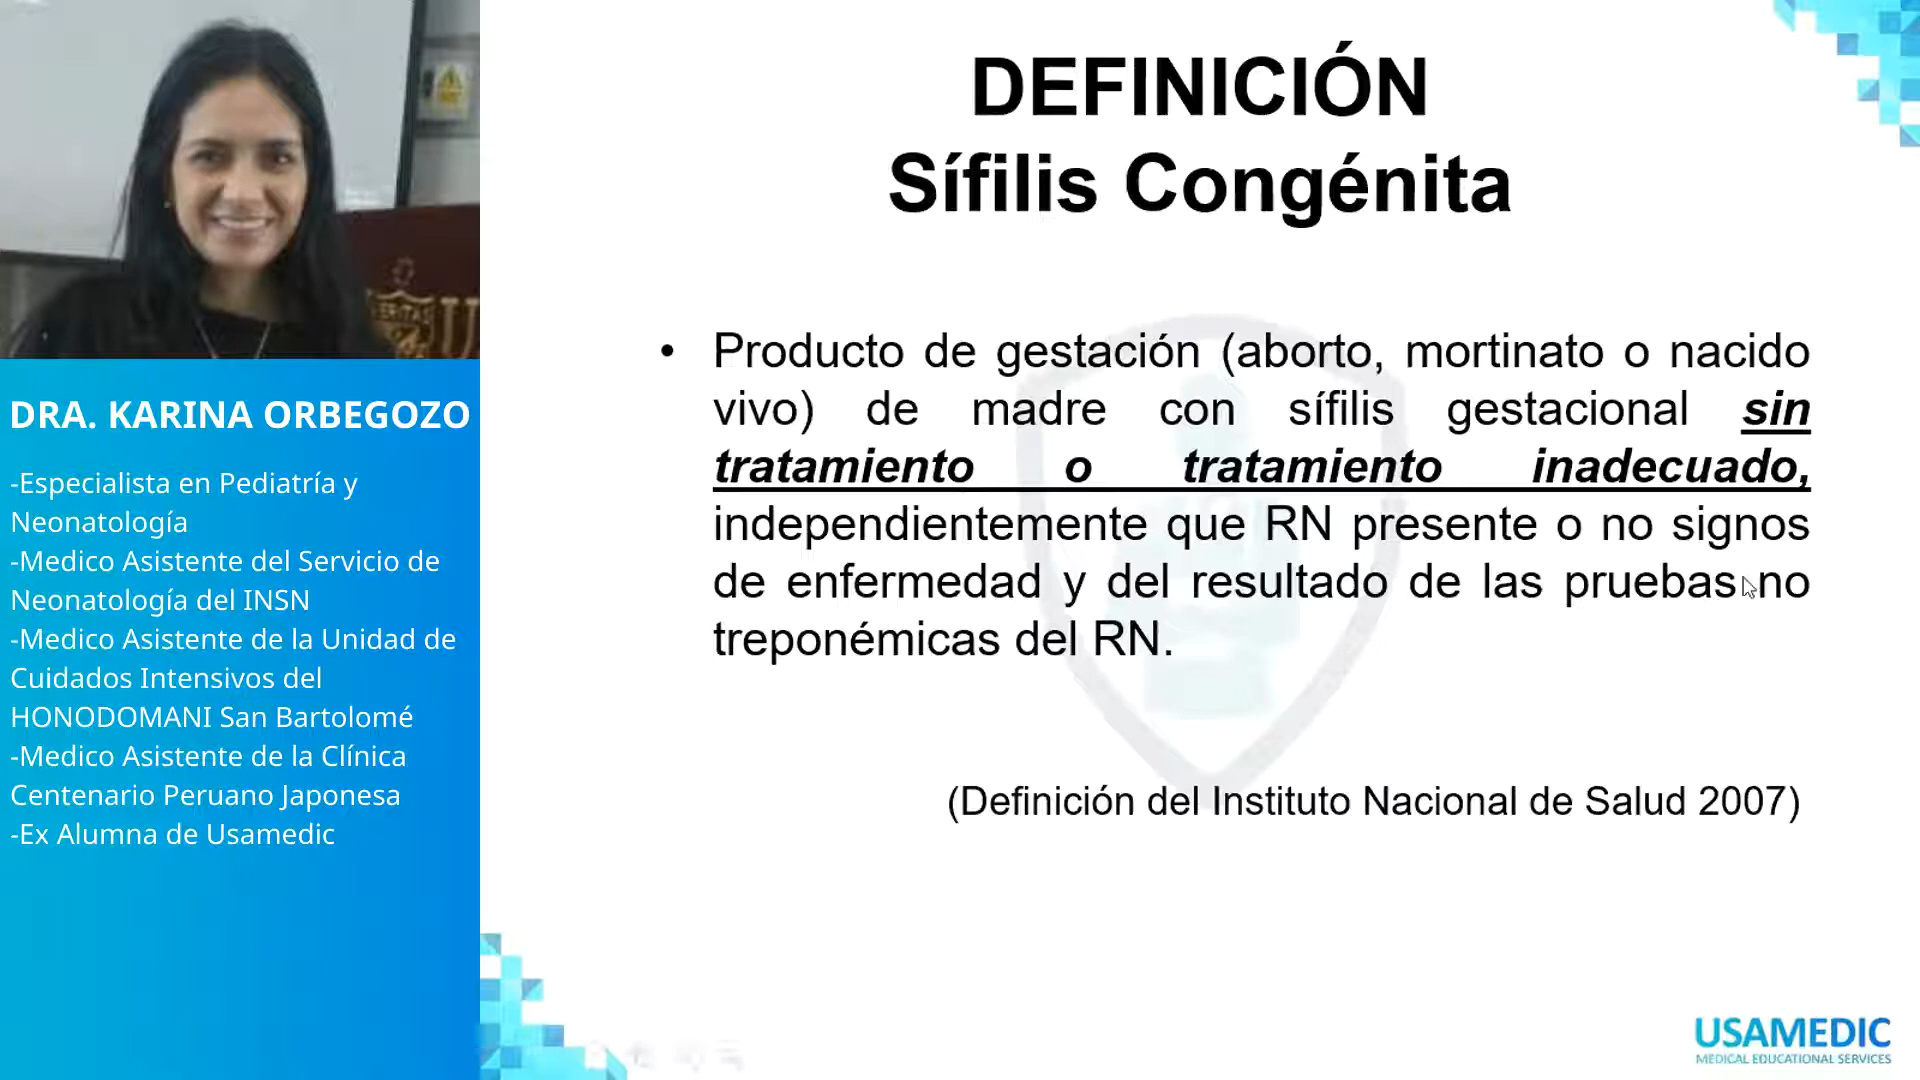 DRA. KARINA ORBEGOZO
-Especialista en Pediatría y
Neonatología
-Medico Asistente del Servicio de
Neonatología del INSN
-Medico Asistente de la Unidad de
Cuidados Intensivos del
HONODOMANI San Bartolomé
-Medico Asistente de la Clínica
Centenario Peruano Japonesa
-Ex Alumna de Usamedic
DEFINICIÓN
Sífilis Congénita
• Producto de gestación (aborto, mortinato o nacido
vivo) de madre con sífilis gestacional sin
tratamiento o tratamiento inadecuado,
independientemente que RN presente o no signos
de enfermedad y del resultado de las pruebas no
treponémicas del RN.
(Definición del Instituto Nacional de Salud 2007)
USAMEDIC
MEDICAL EDUCATIONAL SERVICES